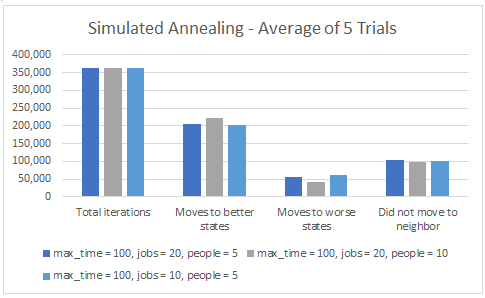 Simulated Annealing - Average of 5 Trials
400,000
350,000
300,000
250,000
200,000
150,000
100,000
50,000
0
Total iterations
Moves to better
states
Moves to worse
states
Did not move to
neighbor
max_time = 100, jobs = 20, people = 5
max_time = 100, jobs = 20, people = 10
max_time = 100, jobs = 10, people = 5